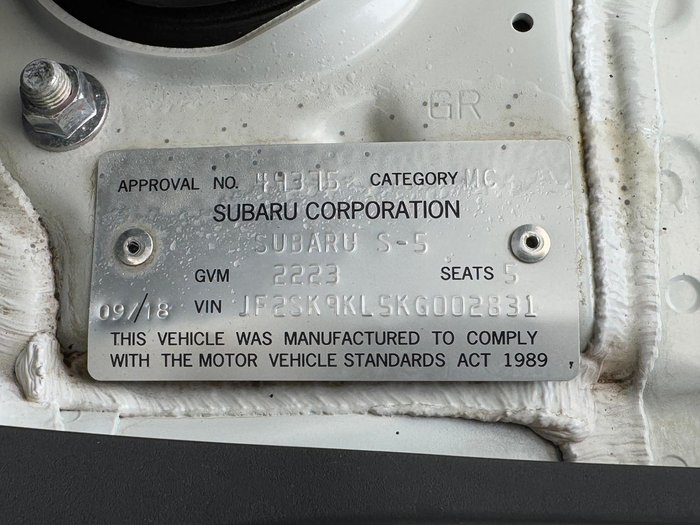 GR
APPROVAL NO. 49375 CATEGORY MC
SUBARU CORPORATION
SUBARU S-5
GVM 2223 SEATS 5
09/18 VIN JF2SK9KL5KG002831
THIS VEHICLE WAS MANUFACTURED TO COMPLY
WITH THE MOTOR VEHICLE STANDARDS ACT 1989